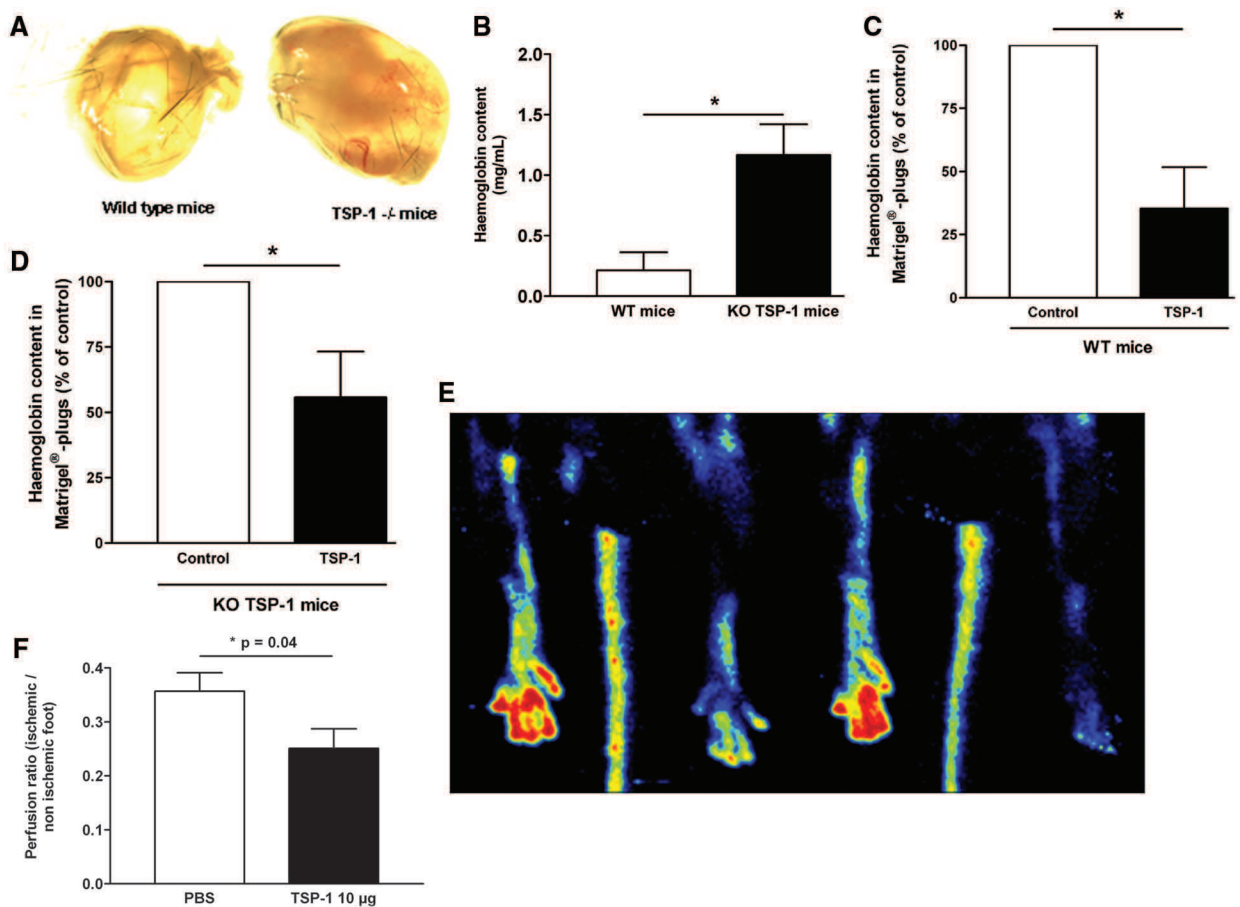 A
Wild type mice
TSP-1 -/- mice
B
Haemoglobin content
(mg/mL)
2.0
1.5
1.0
0.5
0.0
*
WT mice
KO TSP-1 mice
C
Haemoglobin content in
Matrigel®-plugs (% of control)
100
75
50
25
0
*
Control
TSP-1
WT mice
D
Haemoglobin content in
Matrigel®-plugs (% of control)
100
75
50
25
0
*
Control
TSP-1
KO TSP-1 mice
E
F
Perfusion ratio (ischemic /
non ischemic foot)
0.4
0.3
0.2
0.1
0.0
* p = 0.04
PBS
TSP-1 10 µg